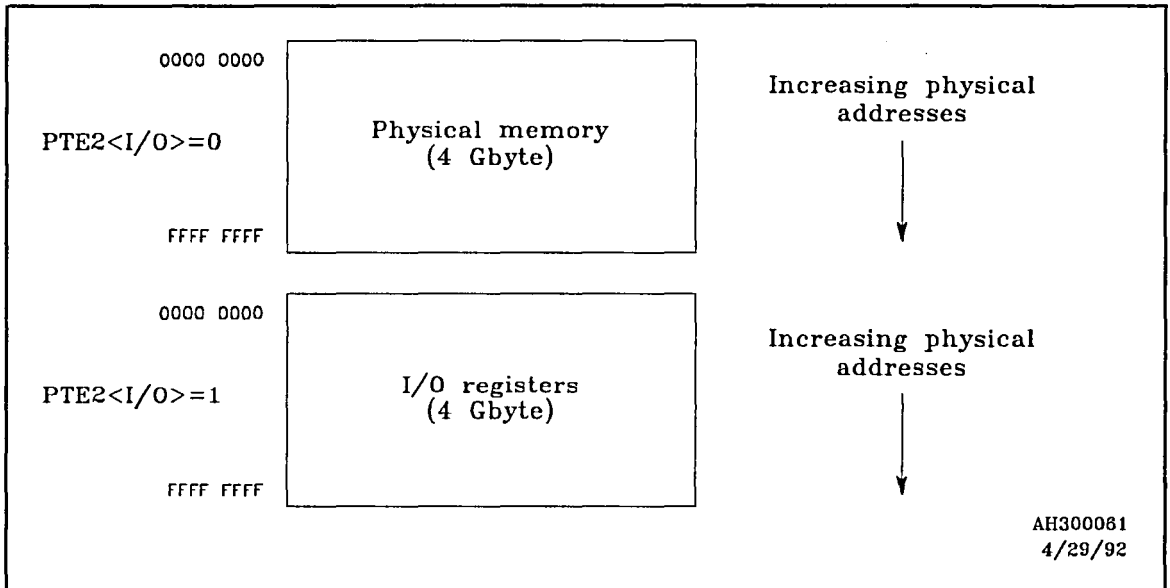 0000 0000
PTE2<I/O>=0
FFFF FFFF
Physical memory
(4 Gbyte)
Increasing physical
addresses
0000 0000
PTE2<I/O>=1
FFFF FFFF
I/O registers
(4 Gbyte)
Increasing physical
addresses
AH300061
4/29/92